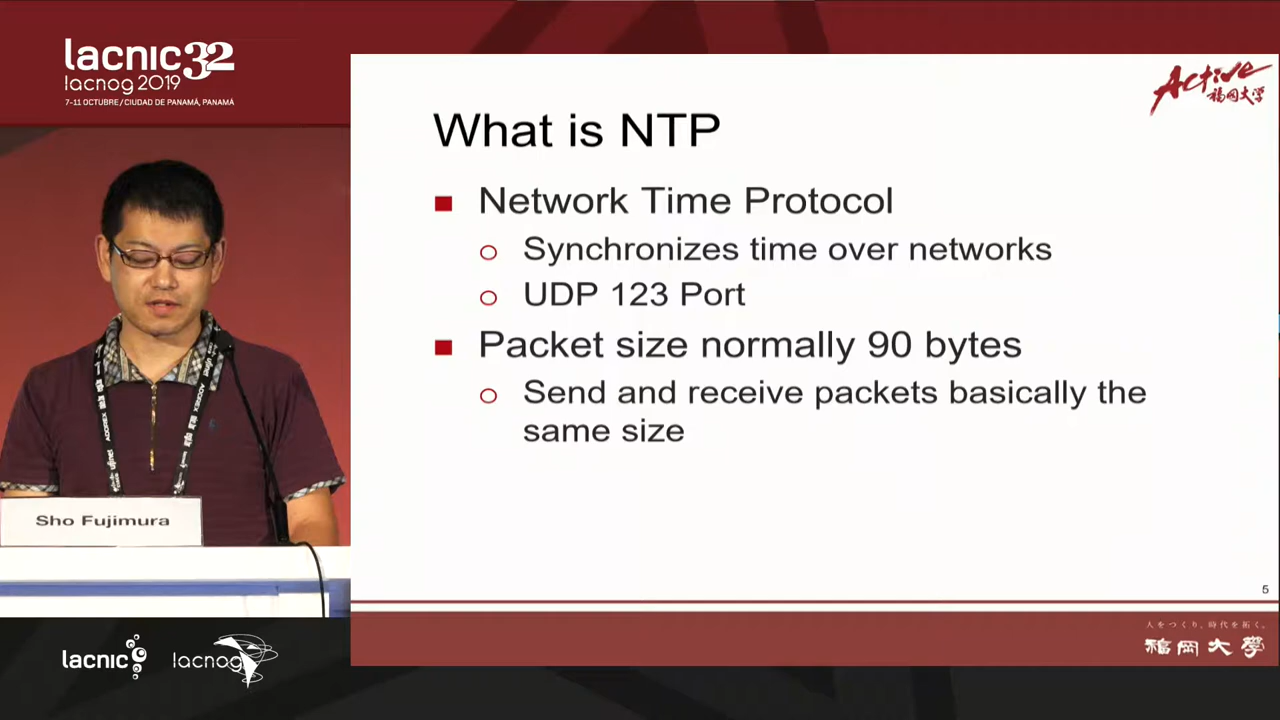 lacnic32
lacnog 2019
7-11 OCTUBRE / CIUDAD DE PANAMÁ, PANAMÁ
Active
福岡大学
What is NTP
Network Time Protocol
Synchronizes time over networks
UDP 123 Port
Packet size normally 90 bytes
Send and receive packets basically the
same size
Sho Fujimura
5
人をつくり、時代を拓く。
福岡大學
lacnic
lacnog